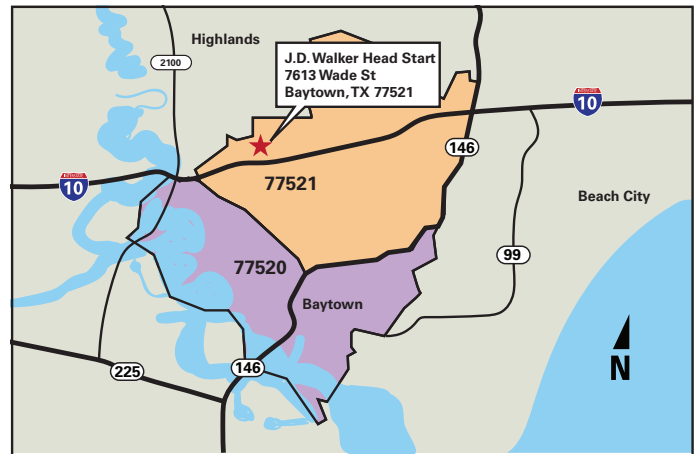 Highlands
2100
J.D. Walker Head Start
7613 Wade St
Baytown, TX 77521
10
146
77521
10
Beach City
77520
99
Baytown
225
146
N